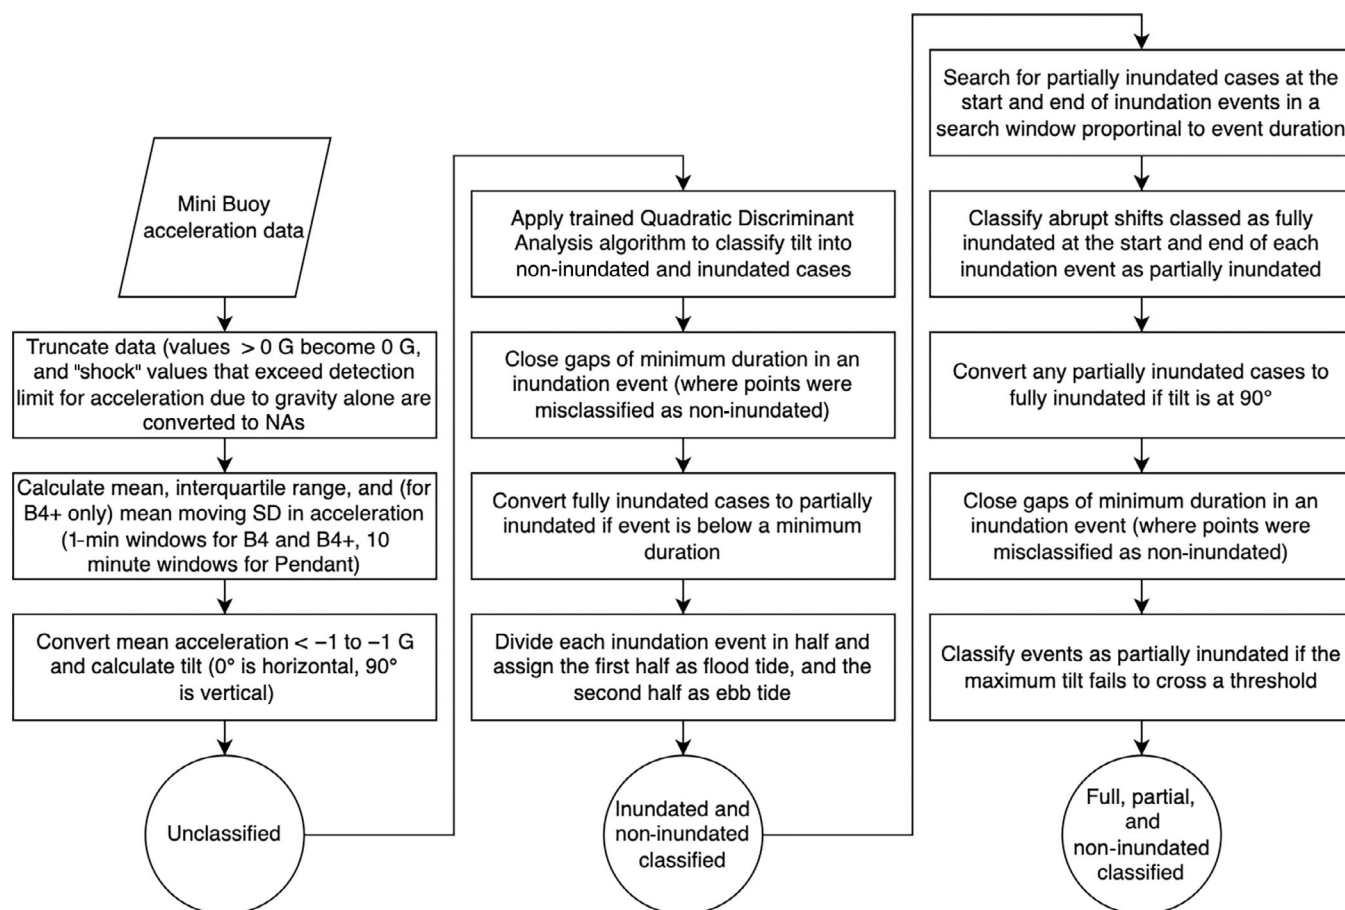 Mini Buoy
acceleration data
Truncate data (values  > 0 G become 0 G,
and "shock" values that exceed detection
limit for acceleration due to gravity alone are
converted to NAs
Calculate mean, interquartile range, and (for
B4+ only) mean moving SD in acceleration
(1-min windows for B4 and B4+, 10
minute windows for Pendant)
Convert mean acceleration < −1 to −1 G
and calculate tilt (0° is horizontal, 90°
is vertical)
Unclassified
Apply trained Quadratic Discriminant
Analysis algorithm to classify tilt into
non-inundated and inundated cases
Close gaps of minimum duration in an
inundation event (where points were
misclassified as non-inundated)
Convert fully inundated cases to partially
inundated if event is below a minimum
duration
Divide each inundation event in half and
assign the first half as flood tide, and the
second half as ebb tide
Inundated and
non-inundated
classified
Search for partially inundated cases at the
start and end of inundation events in a
search window proportinal to event duration
Classify abrupt shifts classed as fully
inundated at the start and end of each
inundation event as partially inundated
Convert any partially inundated cases to
fully inundated if tilt is at 90°
Close gaps of minimum duration in an
inundation event (where points were
misclassified as non-inundated)
Classify events as partially inundated if the
maximum tilt fails to cross a threshold
Full, partial,
and
non-inundated
classified